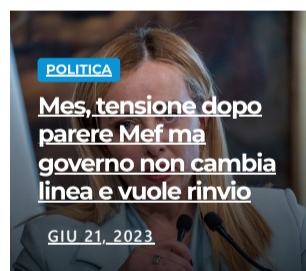 POLITICA
Mes, tensione dopo
parere Mef ma
governo non cambia
linea e vuole rinvio
GIU 21, 2023